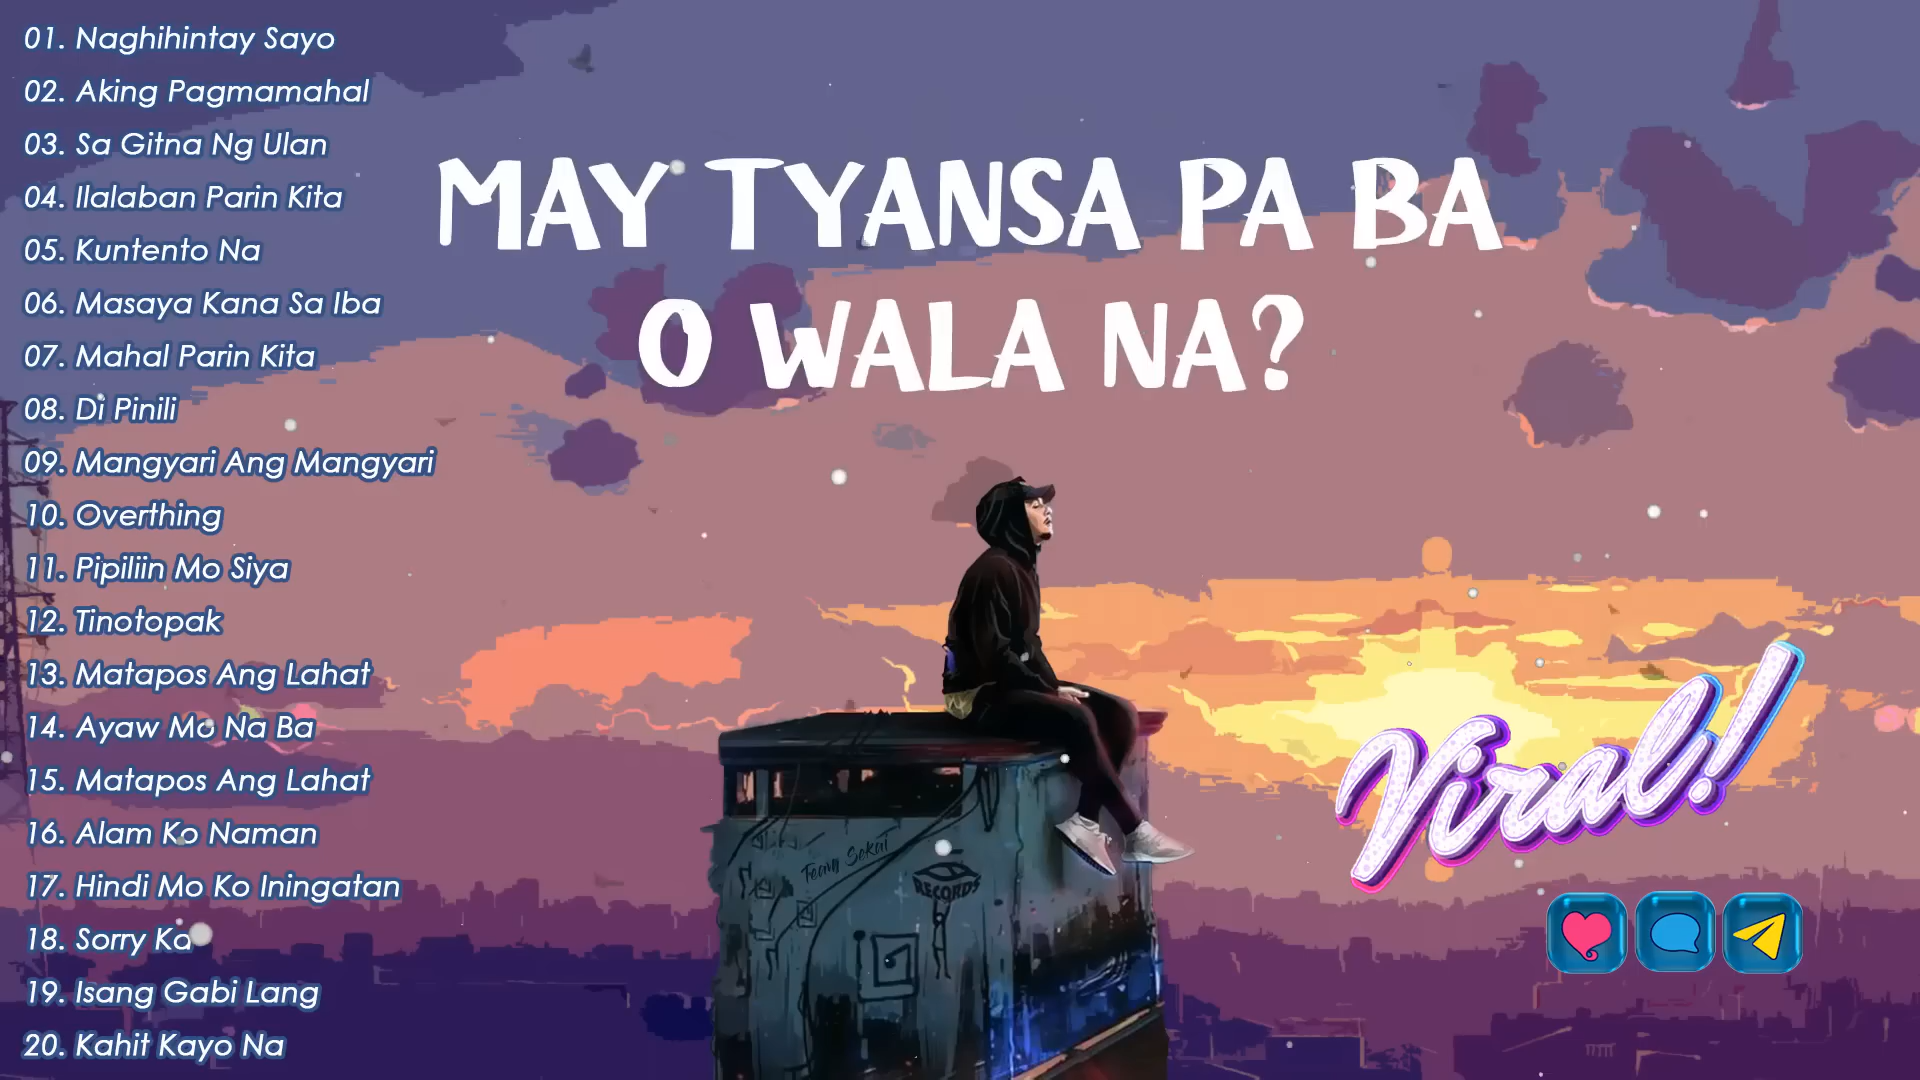 01. Naghihintay Sayo
02. Aking Pagmamahal
03. Sa Gitna Ng Ulan
04. Ilalaban Parin Kita
05. Kuntento Na
06. Masaya Kana Sa Iba
07. Mahal Parin Kita
08. Di Pinili
09. Mangyari Ang Mangyari
10. Overthing
11. Pipiliin Mo Siya
12. Tinotopak
13. Matapos Ang Lahat
14. Ayaw Mo Na Ba
15. Matapos Ang Lahat
16. Alam Ko Naman
17. Hindi Mo Ko Iningatan
18. Sorry Ka
19. Isang Gabi Lang
20. Kahit Kayo Na
MAY TYANSA PA BA
O WALA NA?
Viral!
Team Sekai
RECORDS